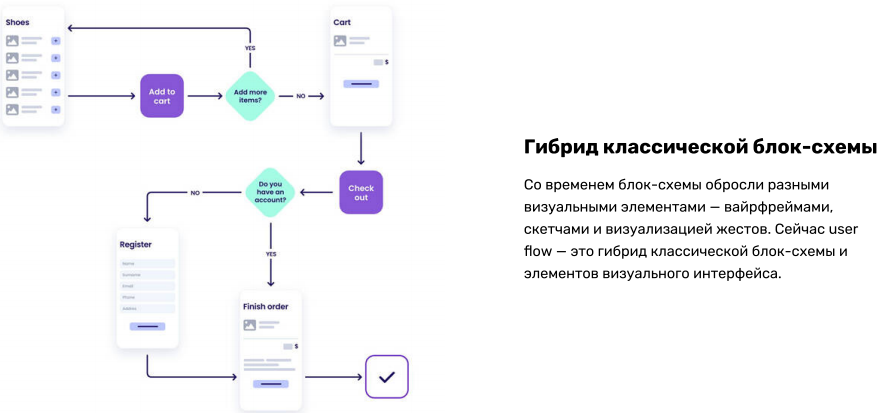 Shoes
YES
Cart
$
Add to
cart
Add more
items?
NO
Do you
have an
account?
Check
out
NO
YES
Register
Name
Surname
Email
Phone
Address
Finish order
$
Гибрид классической блок-схемы
Со временем блок-схемы обросли разными
визуальными элементами — вайрфреймами,
скетчами и визуализацией жестов. Сейчас user
flow — это гибрид классической блок-схемы и
элементов визуального интерфейса.